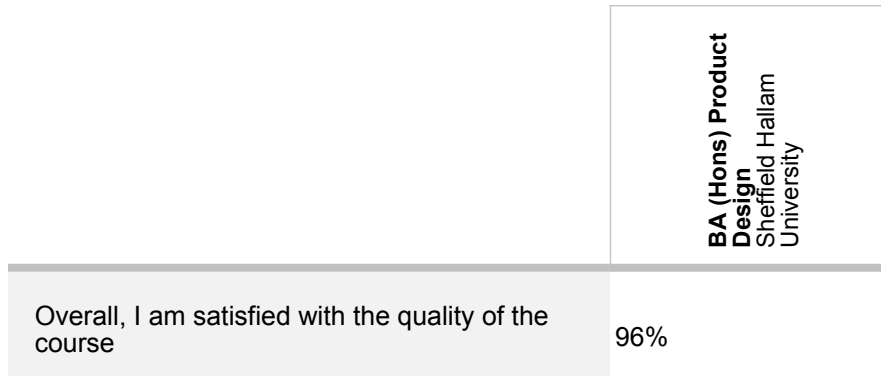 BA (Hons) Product
Design
Sheffield Hallam
University
Overall, I am satisfied with the quality of the
course
96%